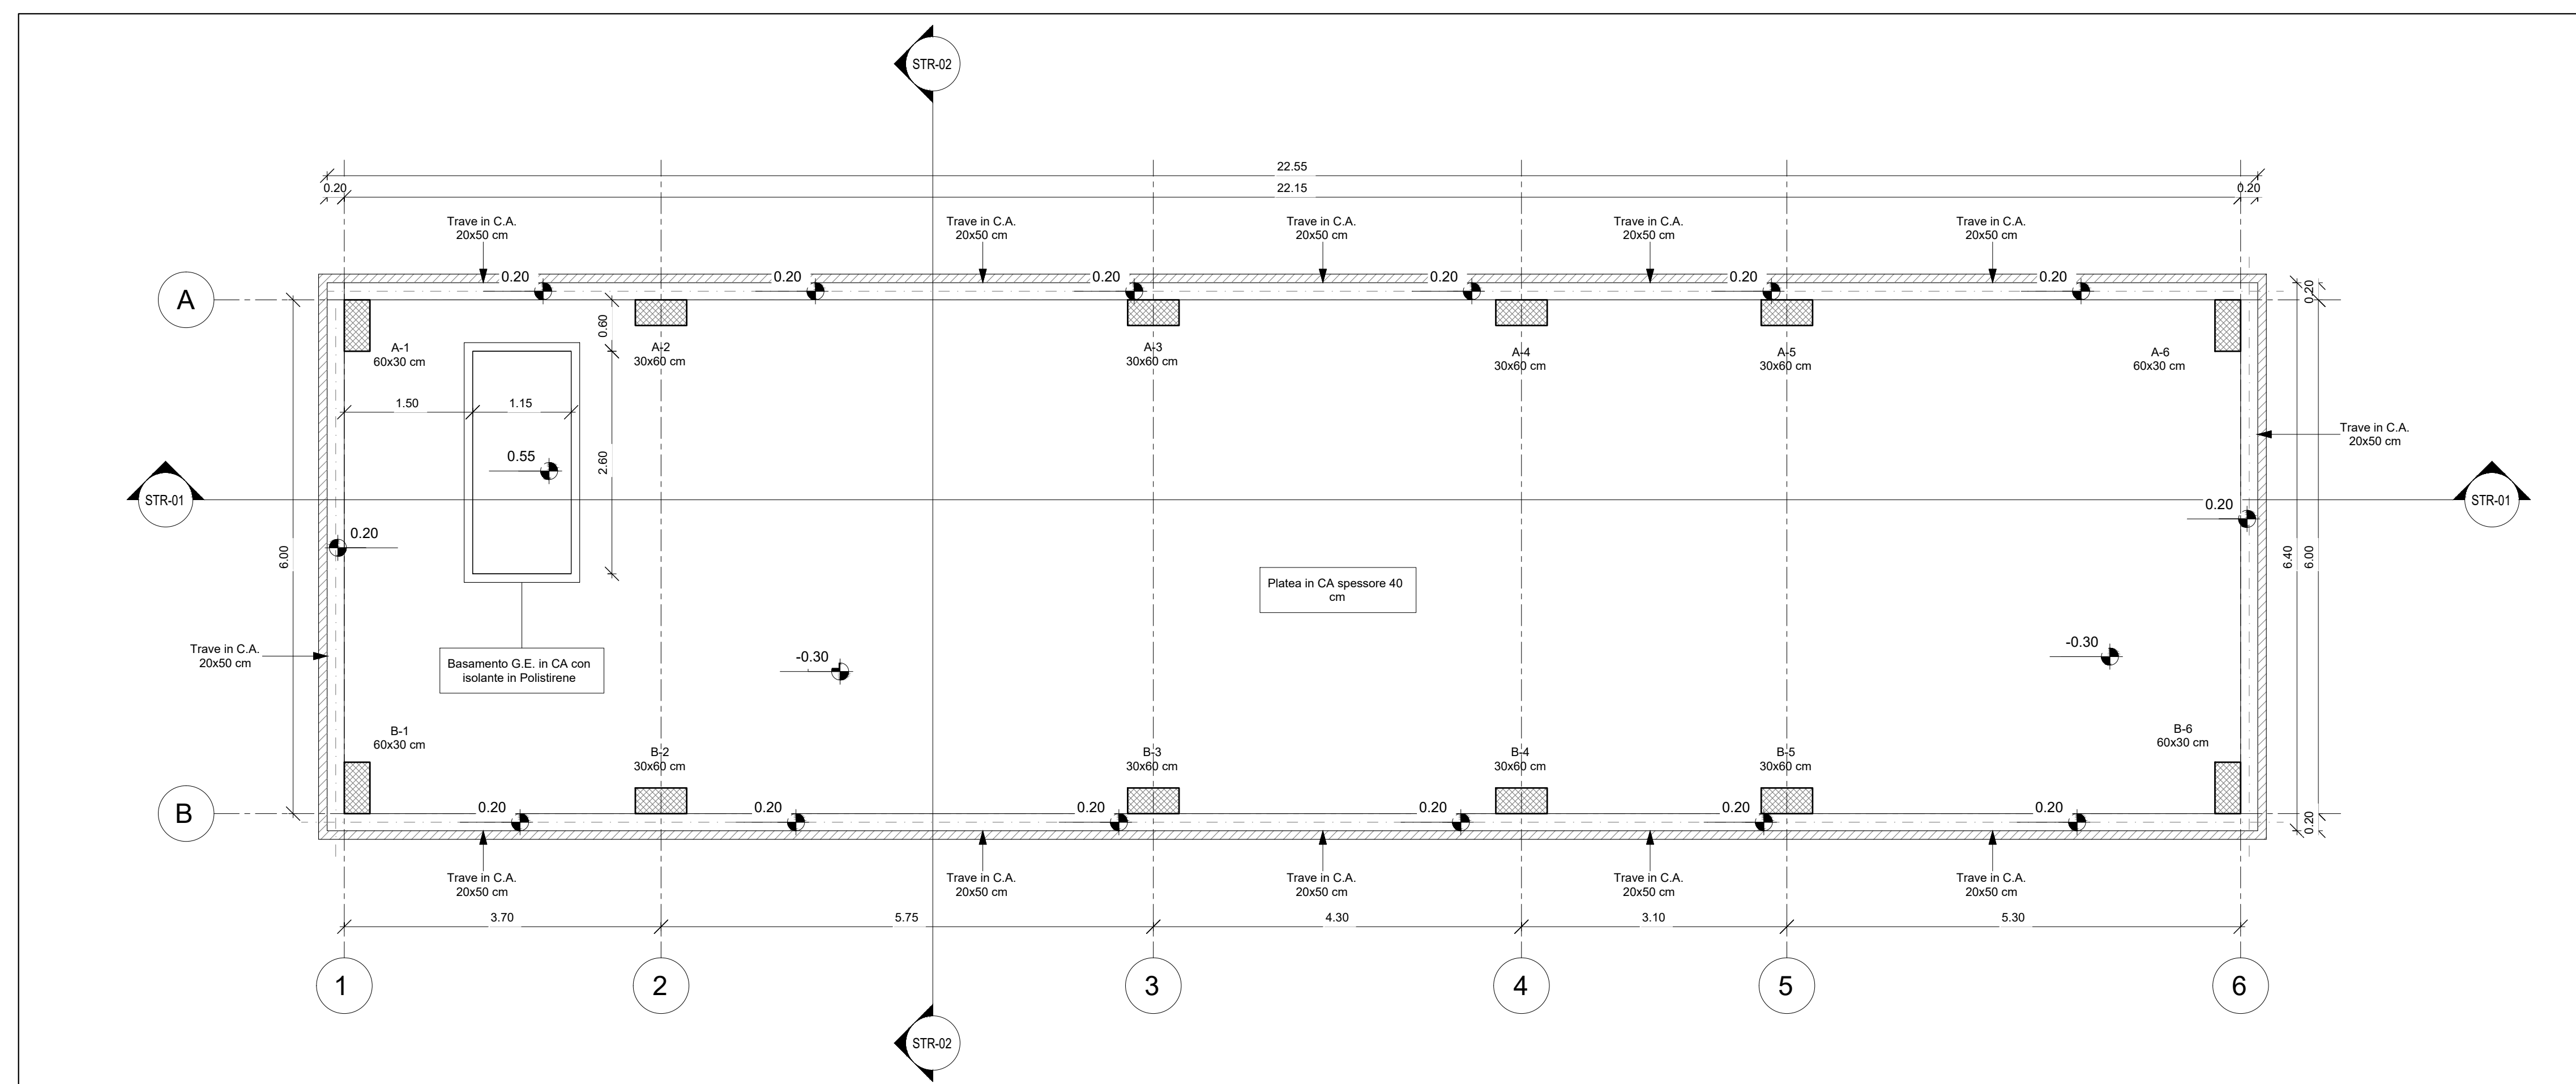 STR-02
22.55
0.20
22.15
0.20
Trave in C.A.
20x50 cm
Trave in C.A.
20x50 cm
Trave in C.A.
20x50 cm
Trave in C.A.
20x50 cm
Trave in C.A.
20x50 cm
0.20
0.20
0.20
0.20
0.20
0.20
A
0.20
0.60
A-1
60x30 cm
A-2
30x60 cm
A-3
30x60 cm
A-4
30x60 cm
A-5
30x60 cm
A-6
60x30 cm
1.50
1.15
Trave in C.A.
20x50 cm
0.55
2.60
STR-01
STR-01
0.20
0.20
6.00
6.40
6.00
Platea in CA spessore 40
cm
Trave in C.A.
20x50 cm
Basamento G.E. in CA con
isolante in Polistirene
-0.30
-0.30
B-1
60x30 cm
B-2
30x60 cm
B-3
30x60 cm
B-4
30x60 cm
B-5
30x60 cm
B-6
60x30 cm
B
0.20
0.20
0.20
0.20
0.20
0.20
0.20
Trave in C.A.
20x50 cm
Trave in C.A.
20x50 cm
Trave in C.A.
20x50 cm
Trave in C.A.
20x50 cm
Trave in C.A.
20x50 cm
3.70
5.75
4.30
3.10
5.30
1
2
3
4
5
6
STR-02